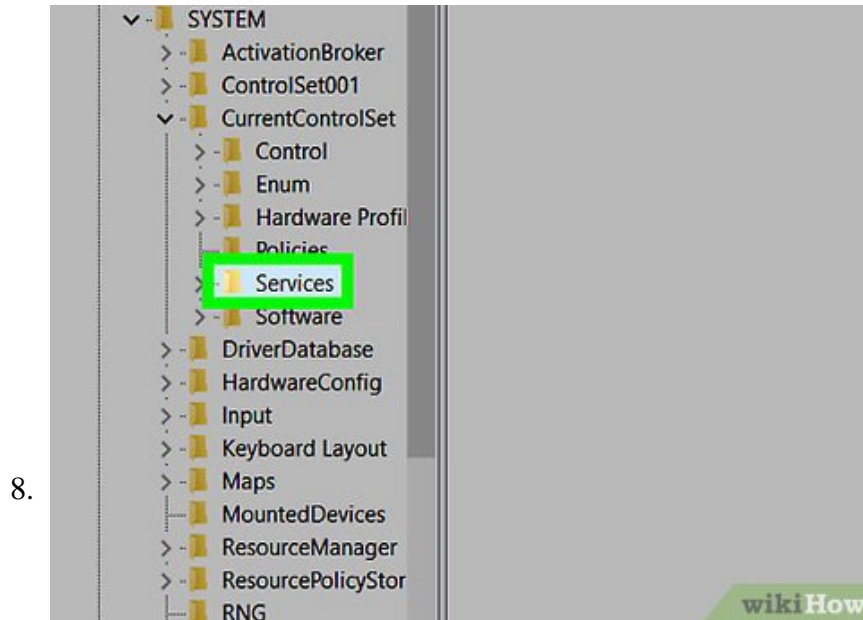 SYSTEM
ActivationBroker
ControlSet001
CurrentControlSet
Control
Enum
Hardware Profil
Policies
Services
Software
DriverDatabase
HardwareConfig
Input
Keyboard Layout
8.
Maps
MountedDevices
ResourceManager
ResourcePolicyStor
RNG
wikiHow